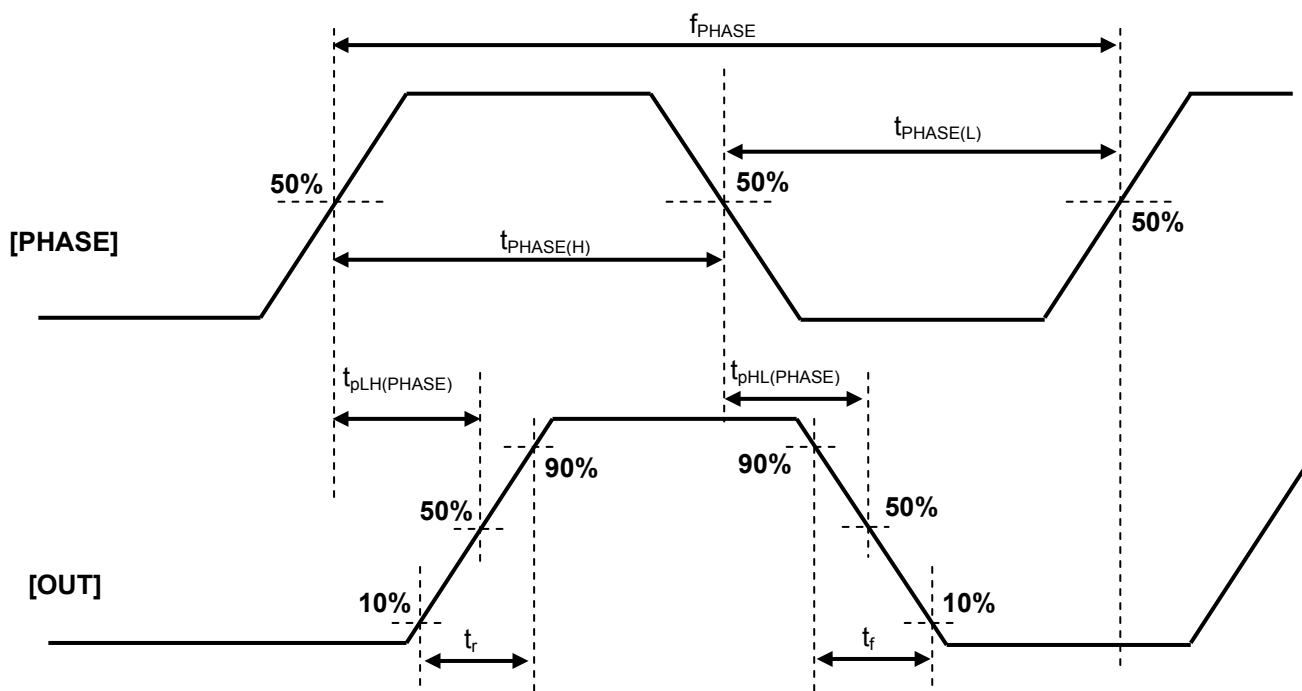 fPHASE
tPHASE(L)
50%
50%
50%
[PHASE]
tPHASE(H)
tpLH(PHASE)
tpHL(PHASE)
90%
90%
50%
50%
[OUT]
10%
10%
tr
tf